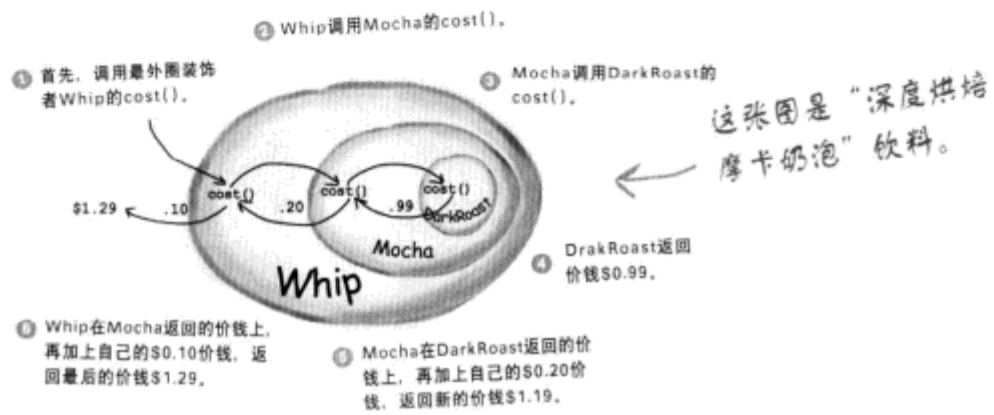 ② Whip调用Mocha的cost()。
① 首先，调用最外圈装饰
者Whip的cost()。
③ Mocha调用DarkRoast的
cost()。
这张图是“深度烘焙
摩卡奶泡”饮料。
$1.29 .10 cost() .20 cost() .99 cost()
DarkRoast
Mocha
Whip
④ DrakRoast返回
价钱$0.99。
⑥ Whip在Mocha返回的价钱上，
再加上自己的$0.10价钱，返
回最后的价钱$1.29。
⑤ Mocha在DarkRoast返回的价
钱上，再加上自己的$0.20价
钱，返回新的价钱$1.19。